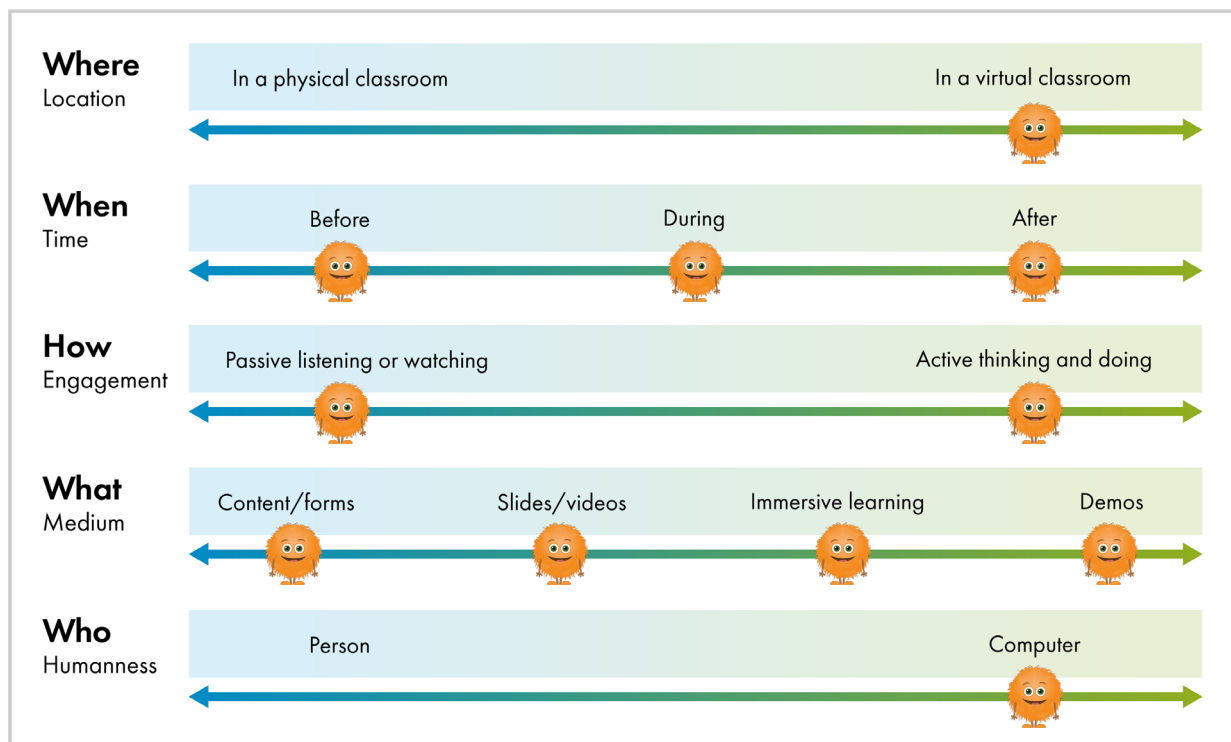 Where
Location
In a physical classroom
In a virtual classroom
When
Time
Before
During
After
How
Engagement
Passive listening or watching
Active thinking and doing
What
Medium
Content/forms
Slides/videos
Immersive learning
Demos
Who
Humanness
Person
Computer